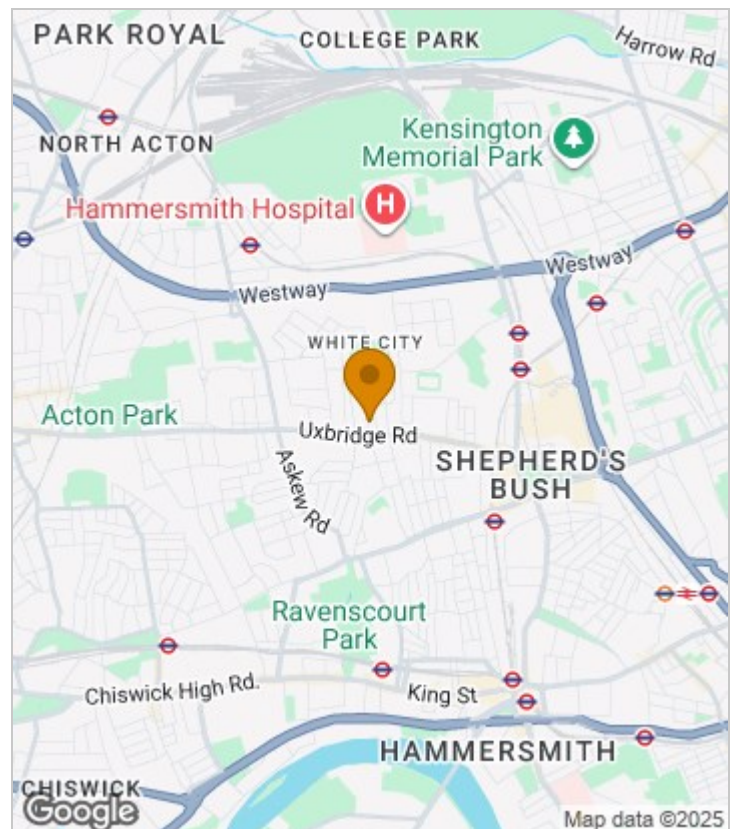 PARK ROYAL
COLLEGE PARK
Harrow Rd
NORTH ACTON
Kensington
Memorial Park
Hammersmith Hospital
H
Westway
Westway
WHITE CITY
Acton Park
Uxbridge Rd
SHEPHERD'S
BUSH
Askew Rd
Ravenscourt
Park
Chiswick High Rd.
King St
HAMMERSMITH
CHISWICK
Google
Map data ©2025